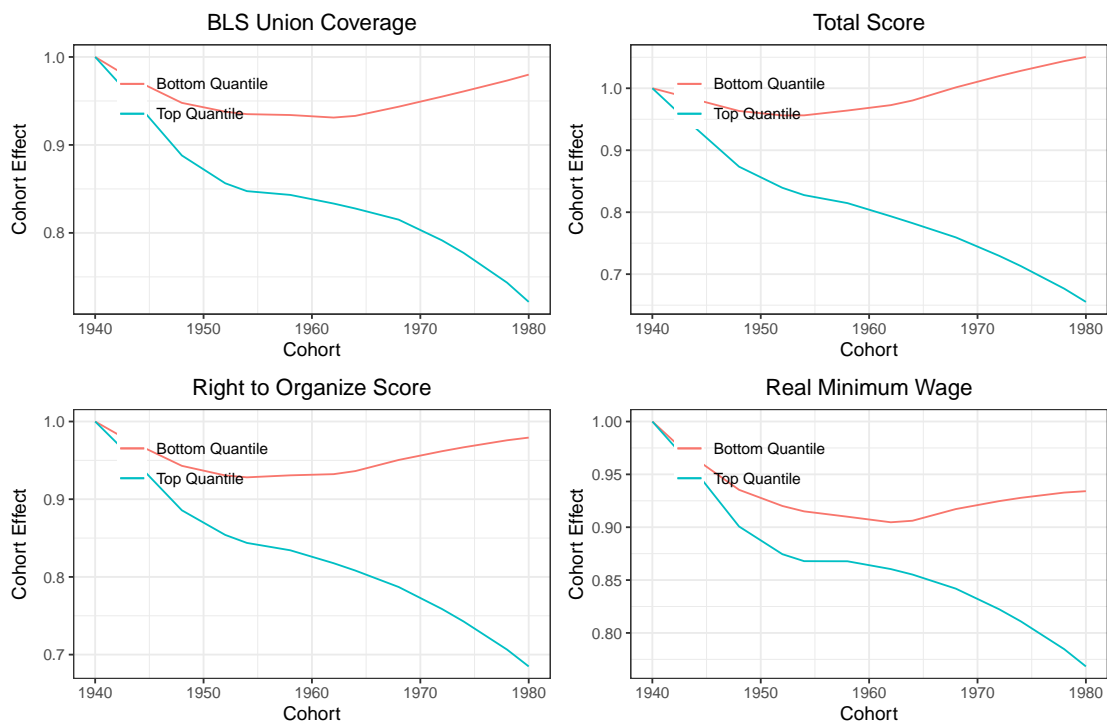 BLS Union Coverage
Cohort Effect
1.0
0.9
0.8
Bottom Quantile
Top Quantile
1940 1950 1960 1970 1980
Cohort
Total Score
Cohort Effect
1.0
0.9
0.8
0.7
Bottom Quantile
Top Quantile
1940 1950 1960 1970 1980
Cohort
Right to Organize Score
Cohort Effect
1.0
0.9
0.8
0.7
Bottom Quantile
Top Quantile
1940 1950 1960 1970 1980
Cohort
Real Minimum Wage
Cohort Effect
1.00
0.95
0.90
0.85
0.80
Bottom Quantile
Top Quantile
1940 1950 1960 1970 1980
Cohort